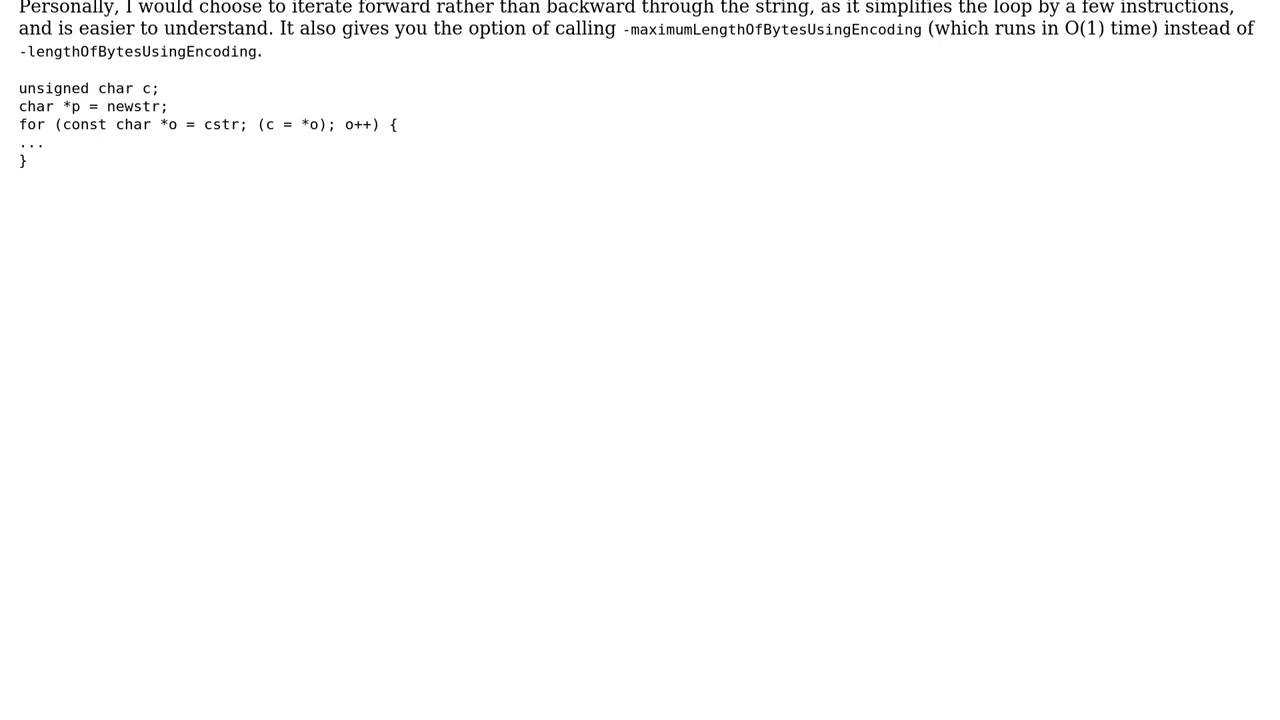 Personally, I would choose to iterate forward rather than backward through the string, as it simplifies the loop by a few instructions,
and is easier to understand. It also gives you the option of calling -maximumLengthOfBytesUsingEncoding (which runs in O(1) time) instead of
-lengthOfBytesUsingEncoding.
unsigned char c;
char *p = newstr;
for (const char *o = cstr; (c = *o); o++) {
...
}